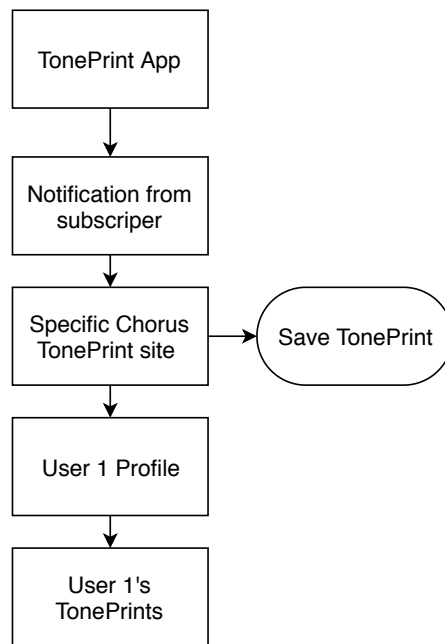 TonePrint App
Notification from
subscriper
Specific Chorus
TonePrint site
Save TonePrint
User 1 Profile
User 1's
TonePrints